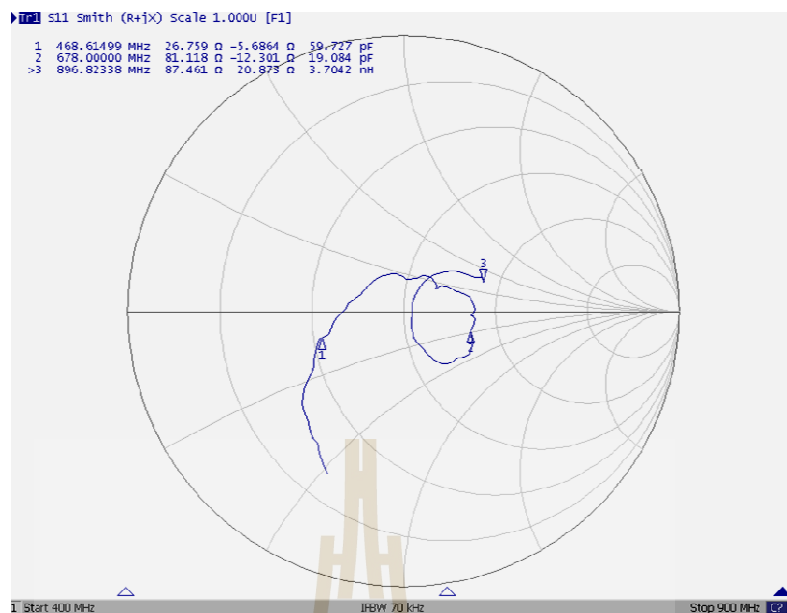 Tr1 S11 Smith (R+jX) Scale 1.000U [F1]
1 468.61499 MHz 26.759 Ω -5.6864 Ω 59.727 pF
2 678.00000 MHz 81.118 Ω -12.301 Ω 19.084 pF
>3 896.82338 MHz 87.461 Ω 20.873 Ω 3.7042 nH
3
1
2
1 Start 400 MHz IFBW 70 kHz Stop 900 MHz C?